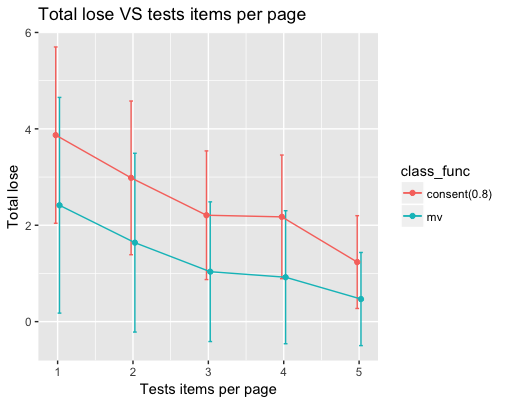 Total lose VS tests items per page
Total lose
6
4
2
0
1 2 3 4 5
Tests items per page
class_func
consent(0.8)
mv